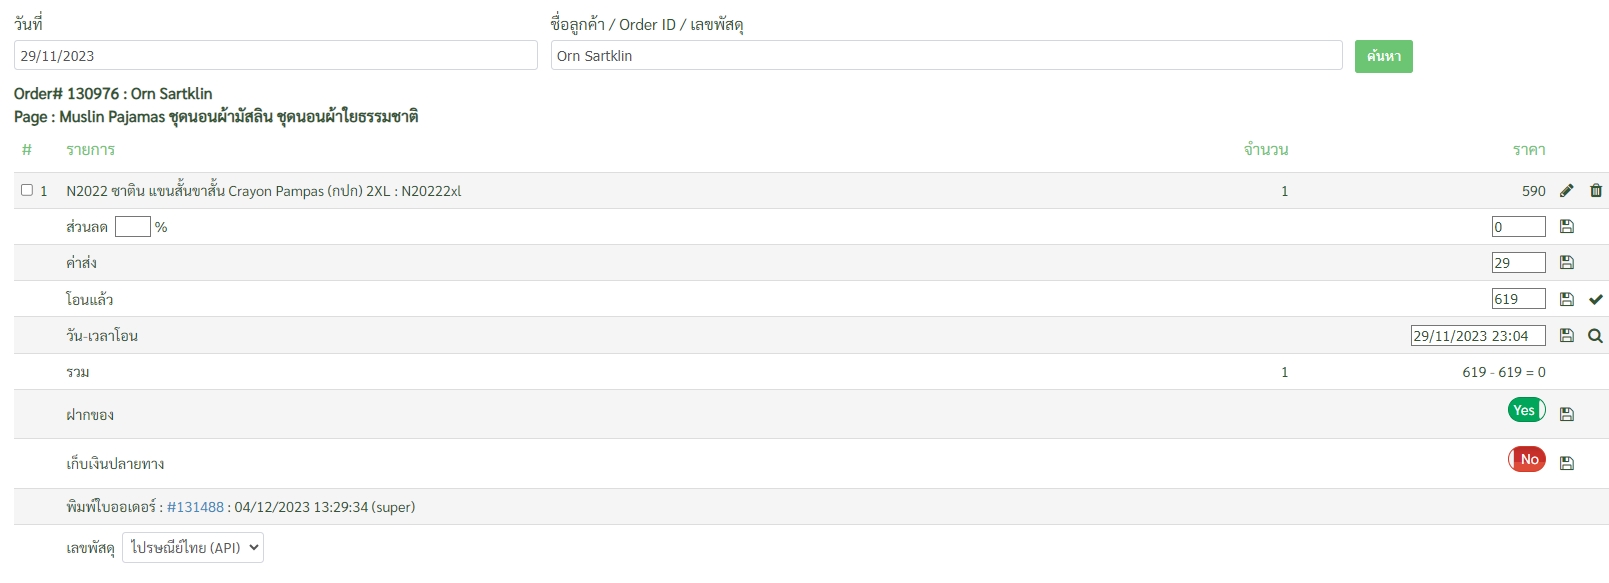 วันที่
ชื่อลูกค้า / Order ID / เลขพัสดุ
29/11/2023
Orn Sartklin
ค้นหา
Order# 130976 : Orn Sartklin
Page : Muslin Pajamas ชุดนอนผ้ามัสลิน ชุดนอนผ้าใยธรรมชาติ
# รายการ จำนวน ราคา
1 N2022 ซาติน แขนสั้นขาสั้น Crayon Pampas (กปก) 2XL : N20222xl 1 590
ส่วนลด % 0
ค่าส่ง 29
โอนแล้ว 619
วัน-เวลาโอน 29/11/2023 23:04
รวม 1 619 - 619 = 0
ฝากของ Yes
เก็บเงินปลายทาง No
พิมพ์ใบออเดอร์ : #131488 : 04/12/2023 13:29:34 (super)
เลขพัสดุ ไปรษณีย์ไทย (API)